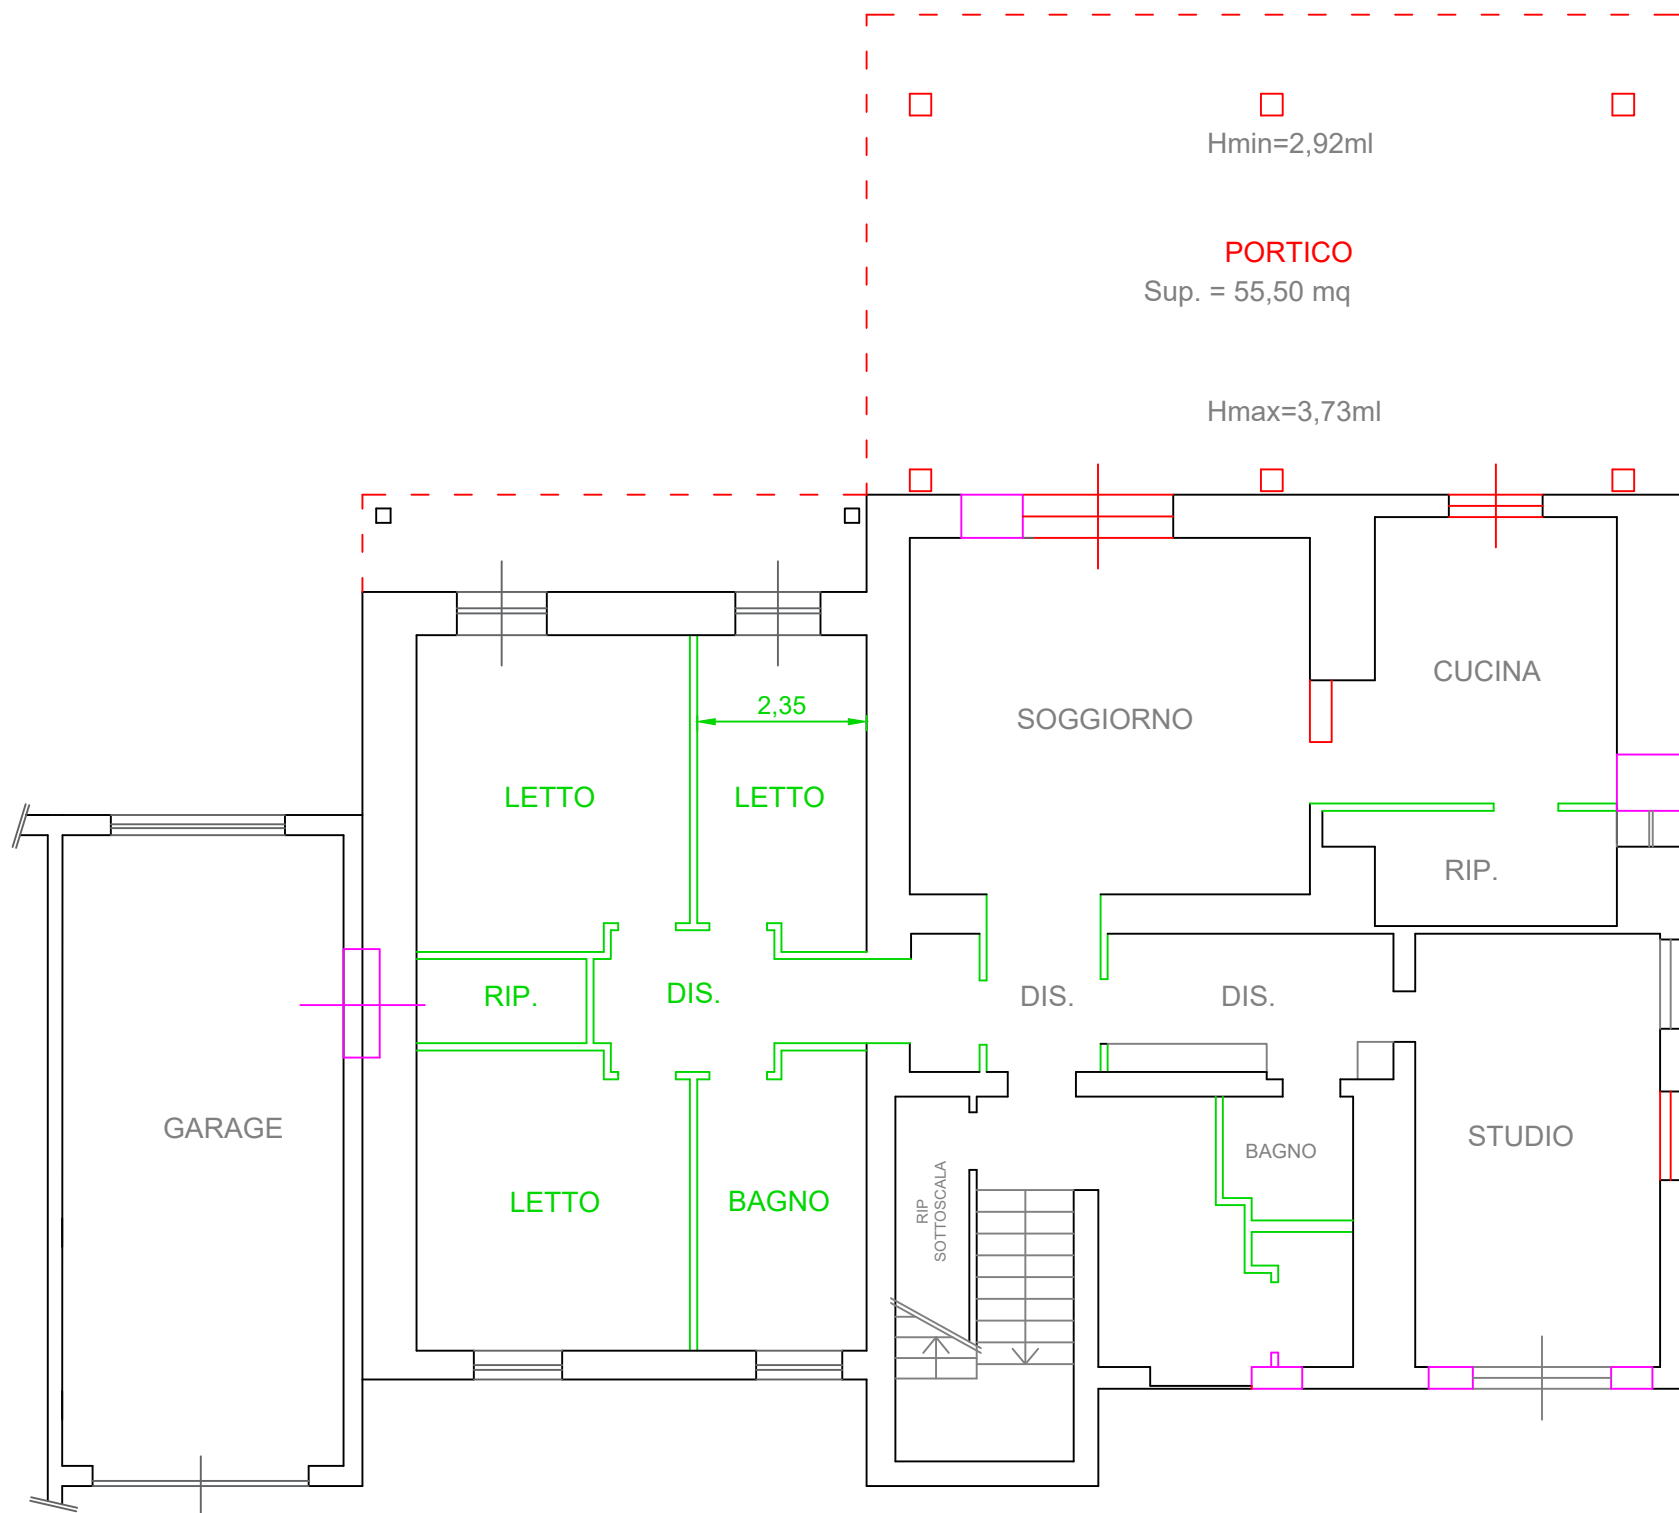 Hmin=2,92ml
PORTICO
Sup. = 55,50 mq
Hmax=3,73ml
CUCINA
2,35
SOGGIORNO
LETTO
LETTO
RIP.
RIP.
DIS.
DIS.
DIS.
GARAGE
STUDIO
BAGNO
LETTO
BAGNO
RIP
SOTTOSCALA